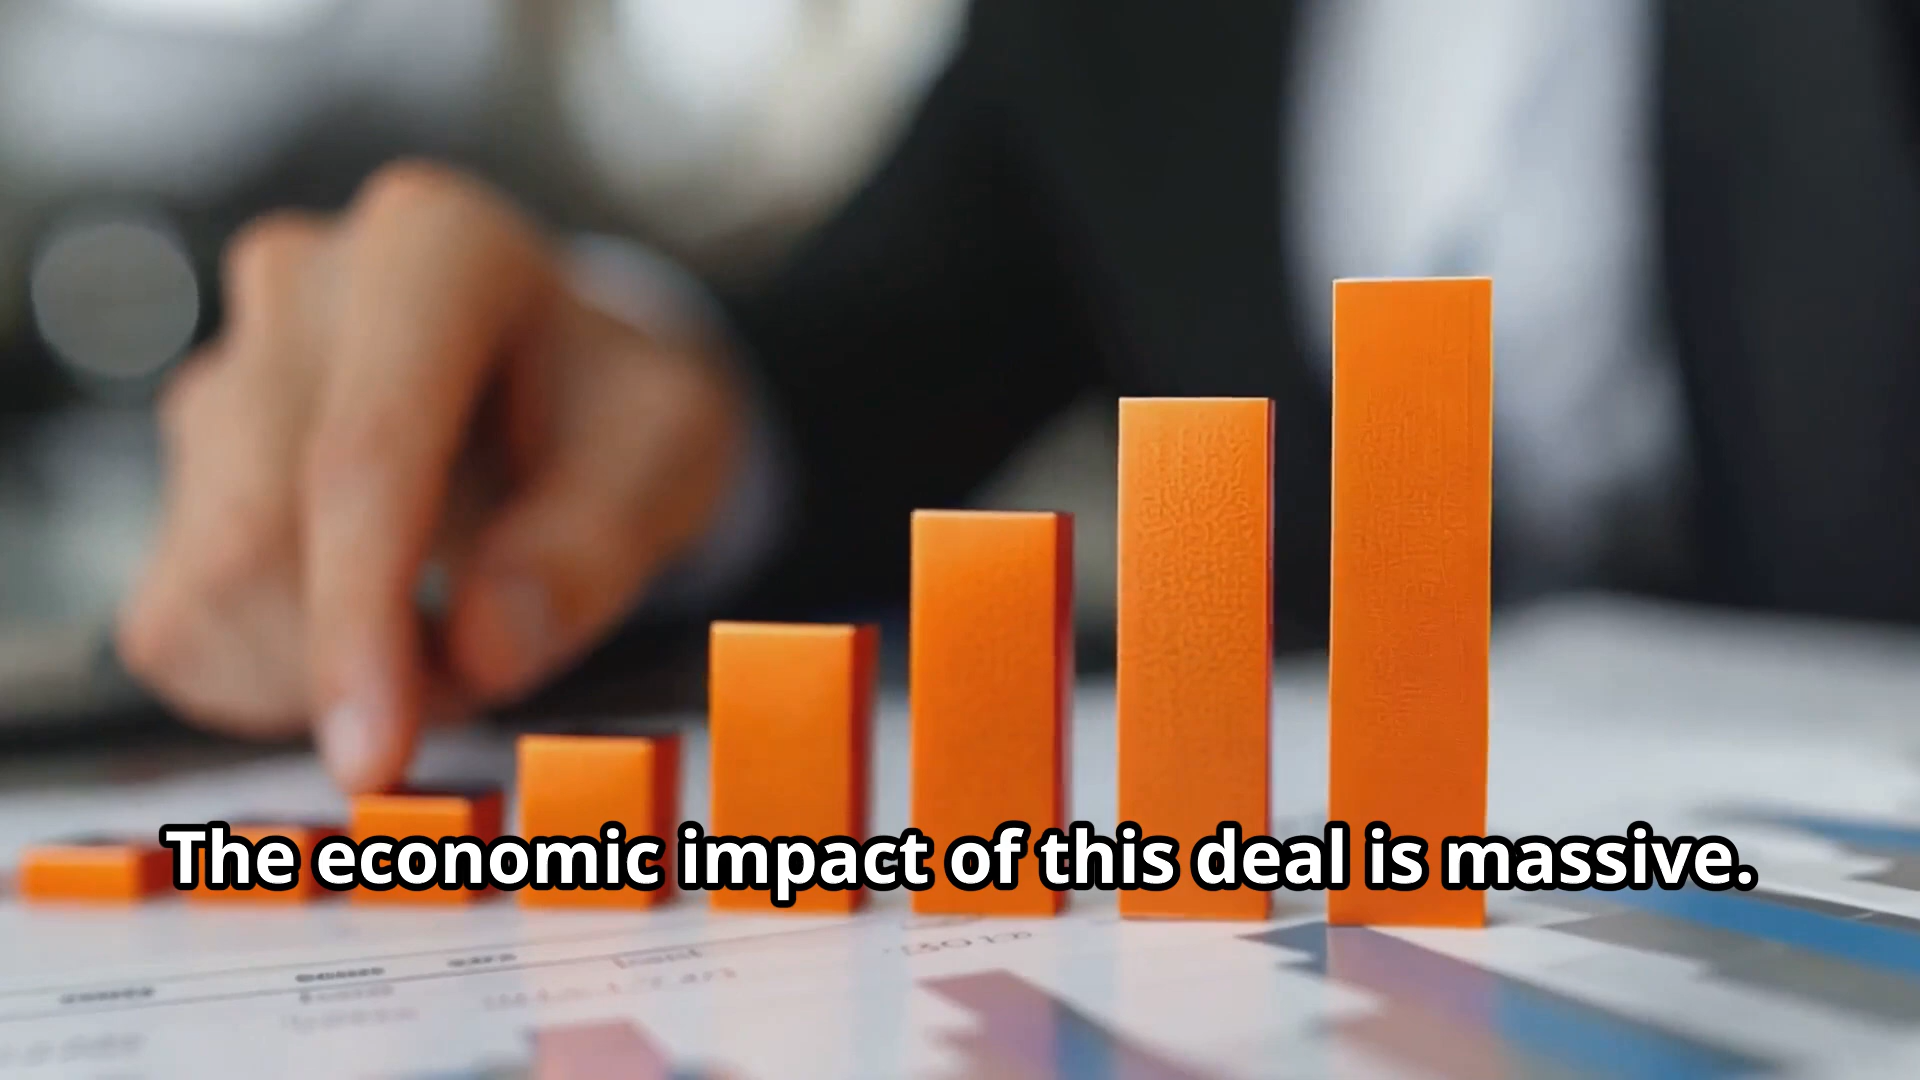 The economic impact of this deal is massive.